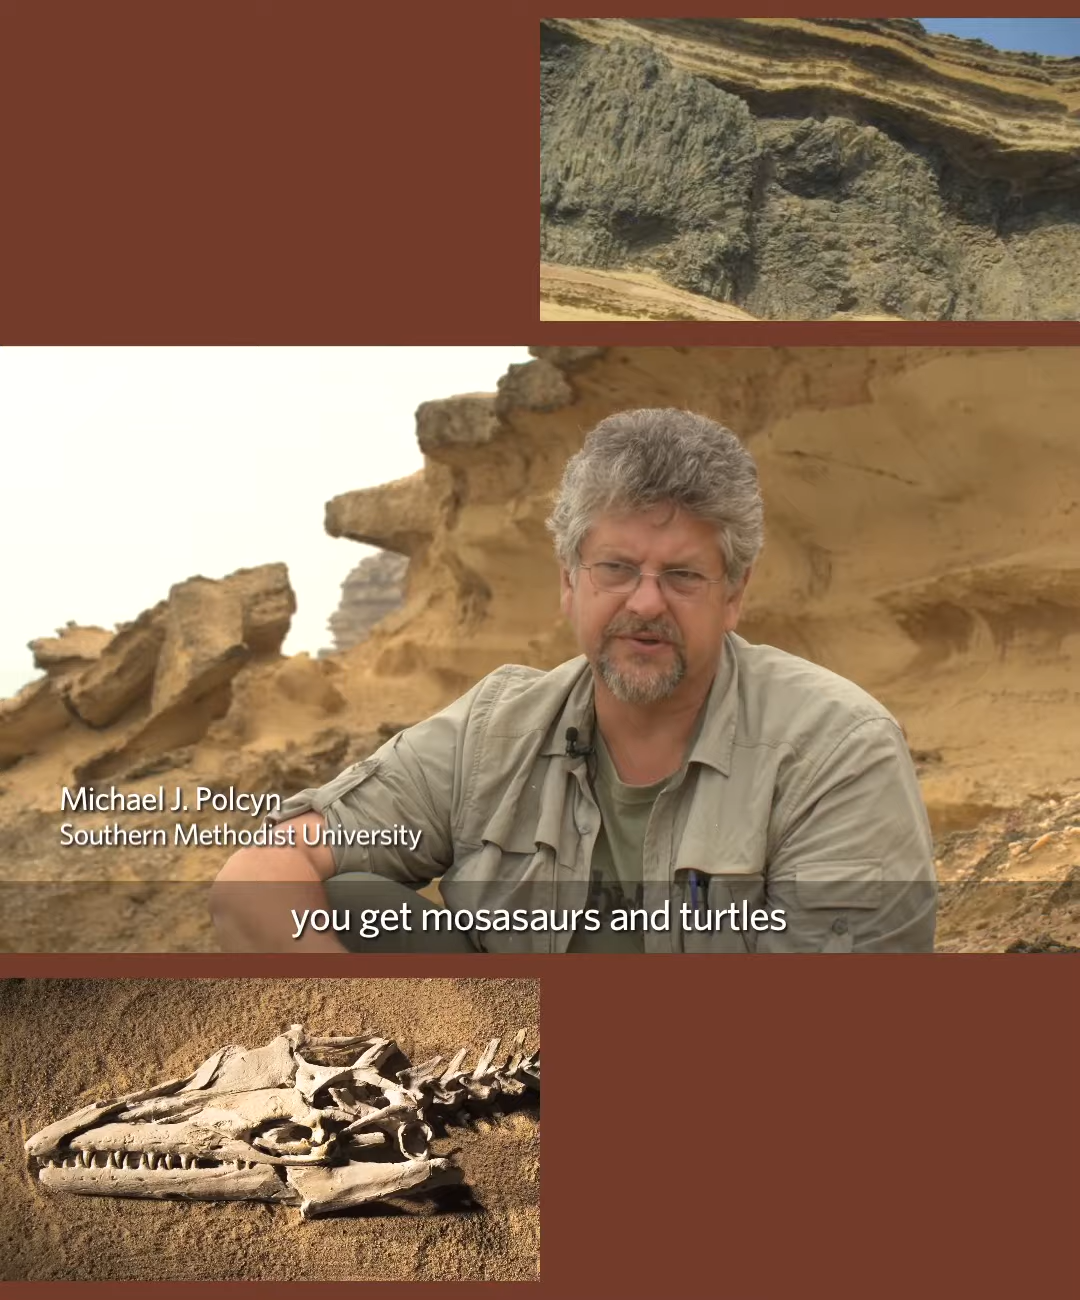 Michael J. Polcyn
Southern Methodist University
you get mosasaurs and turtles